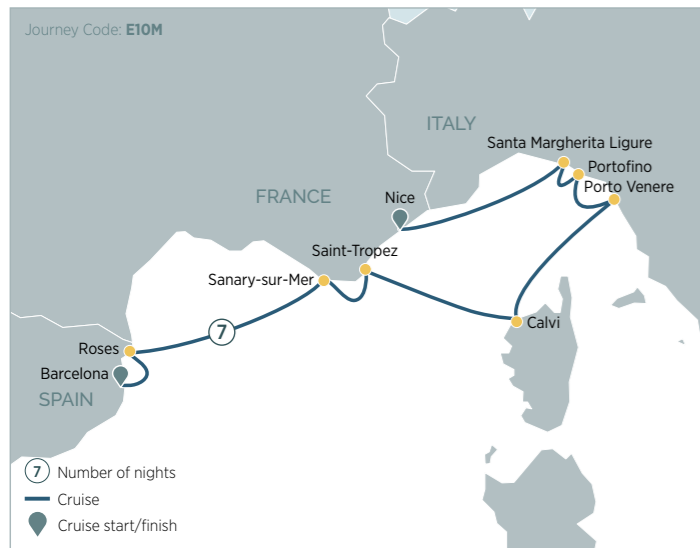 Journey Code: E10M
ITALY
Santa Margherita Ligure
Portofino
Porto Venere
FRANCE
Nice
Saint-Tropez
Sanary-sur-Mer
Calvi
7
Roses
Barcelona
SPAIN
7 Number of nights
Cruise
Cruise start/finish